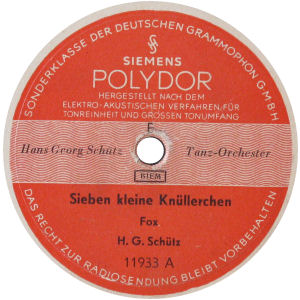 SONDERKLASSE DER DEUTSCHEN GRAMMOPHON G·M·B·H
SIEMENS
POLYDOR
HERGESTELLT NACH DEM
ELEKTRO-AKUSTISCHEN VERFAHREN/FÜR
TONREINHEIT UND GROSSEN TONUMFANG
F
Hans Georg Schütz Tanz-Orchester
BIEM
Sieben kleine Knüllerchen
Fox
H. G. Schütz
11933 A
DAS RECHT ZUR RADIOSENDUNG BLEIBT VORBEHALTEN